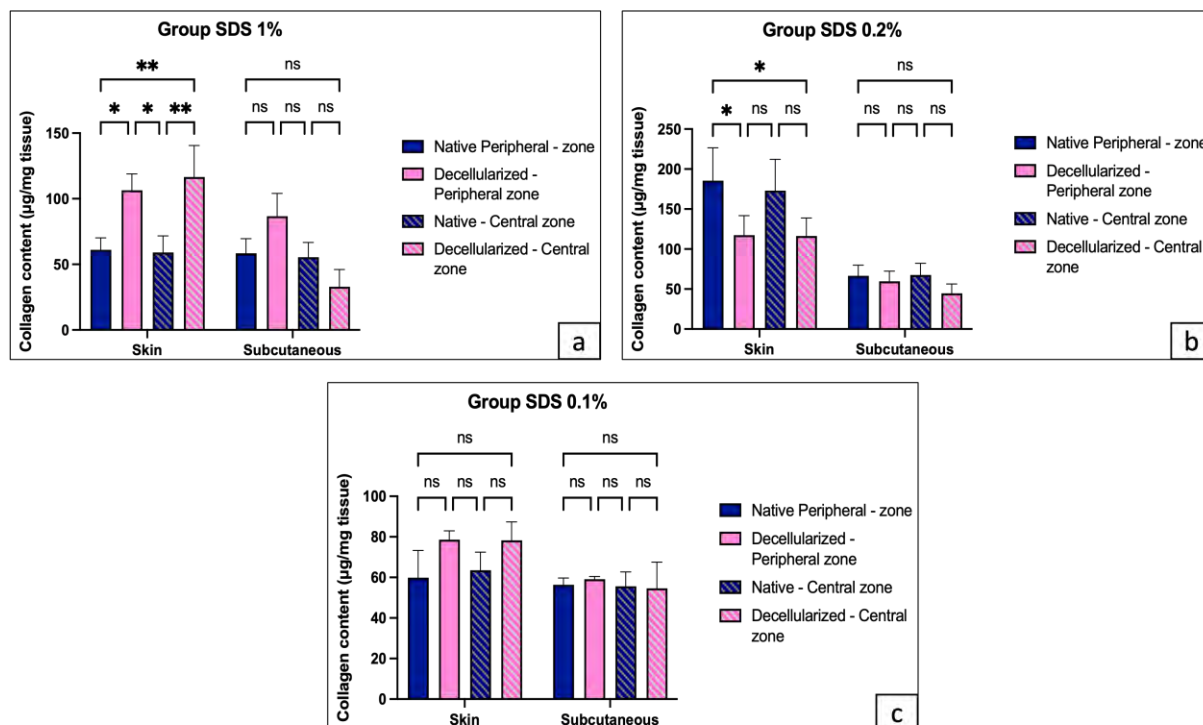 Group SDS 1%
** ns
* * ** ns ns ns
150
100
50
0
Collagen content (µg/mg tissue)
Skin Subcutaneous
Native Peripheral - zone
Decellularized -
Peripheral zone
Native - Central zone
Decellularized - Central
zone
a
Group SDS 0.2%
* ns
* ns ns ns ns ns
250
200
150
100
50
0
Collagen content (µg/mg tissue)
Skin Subcutaneous
Native Peripheral - zone
Decellularized -
Peripheral zone
Native - Central zone
Decellularized - Central
zone
b
Group SDS 0.1%
ns ns
ns ns ns ns ns ns
100
80
60
40
20
0
Collagen content (µg/mg tissue)
Skin Subcutaneous
Native Peripheral - zone
Decellularized -
Peripheral zone
Native - Central zone
Decellularized - Central
zone
c